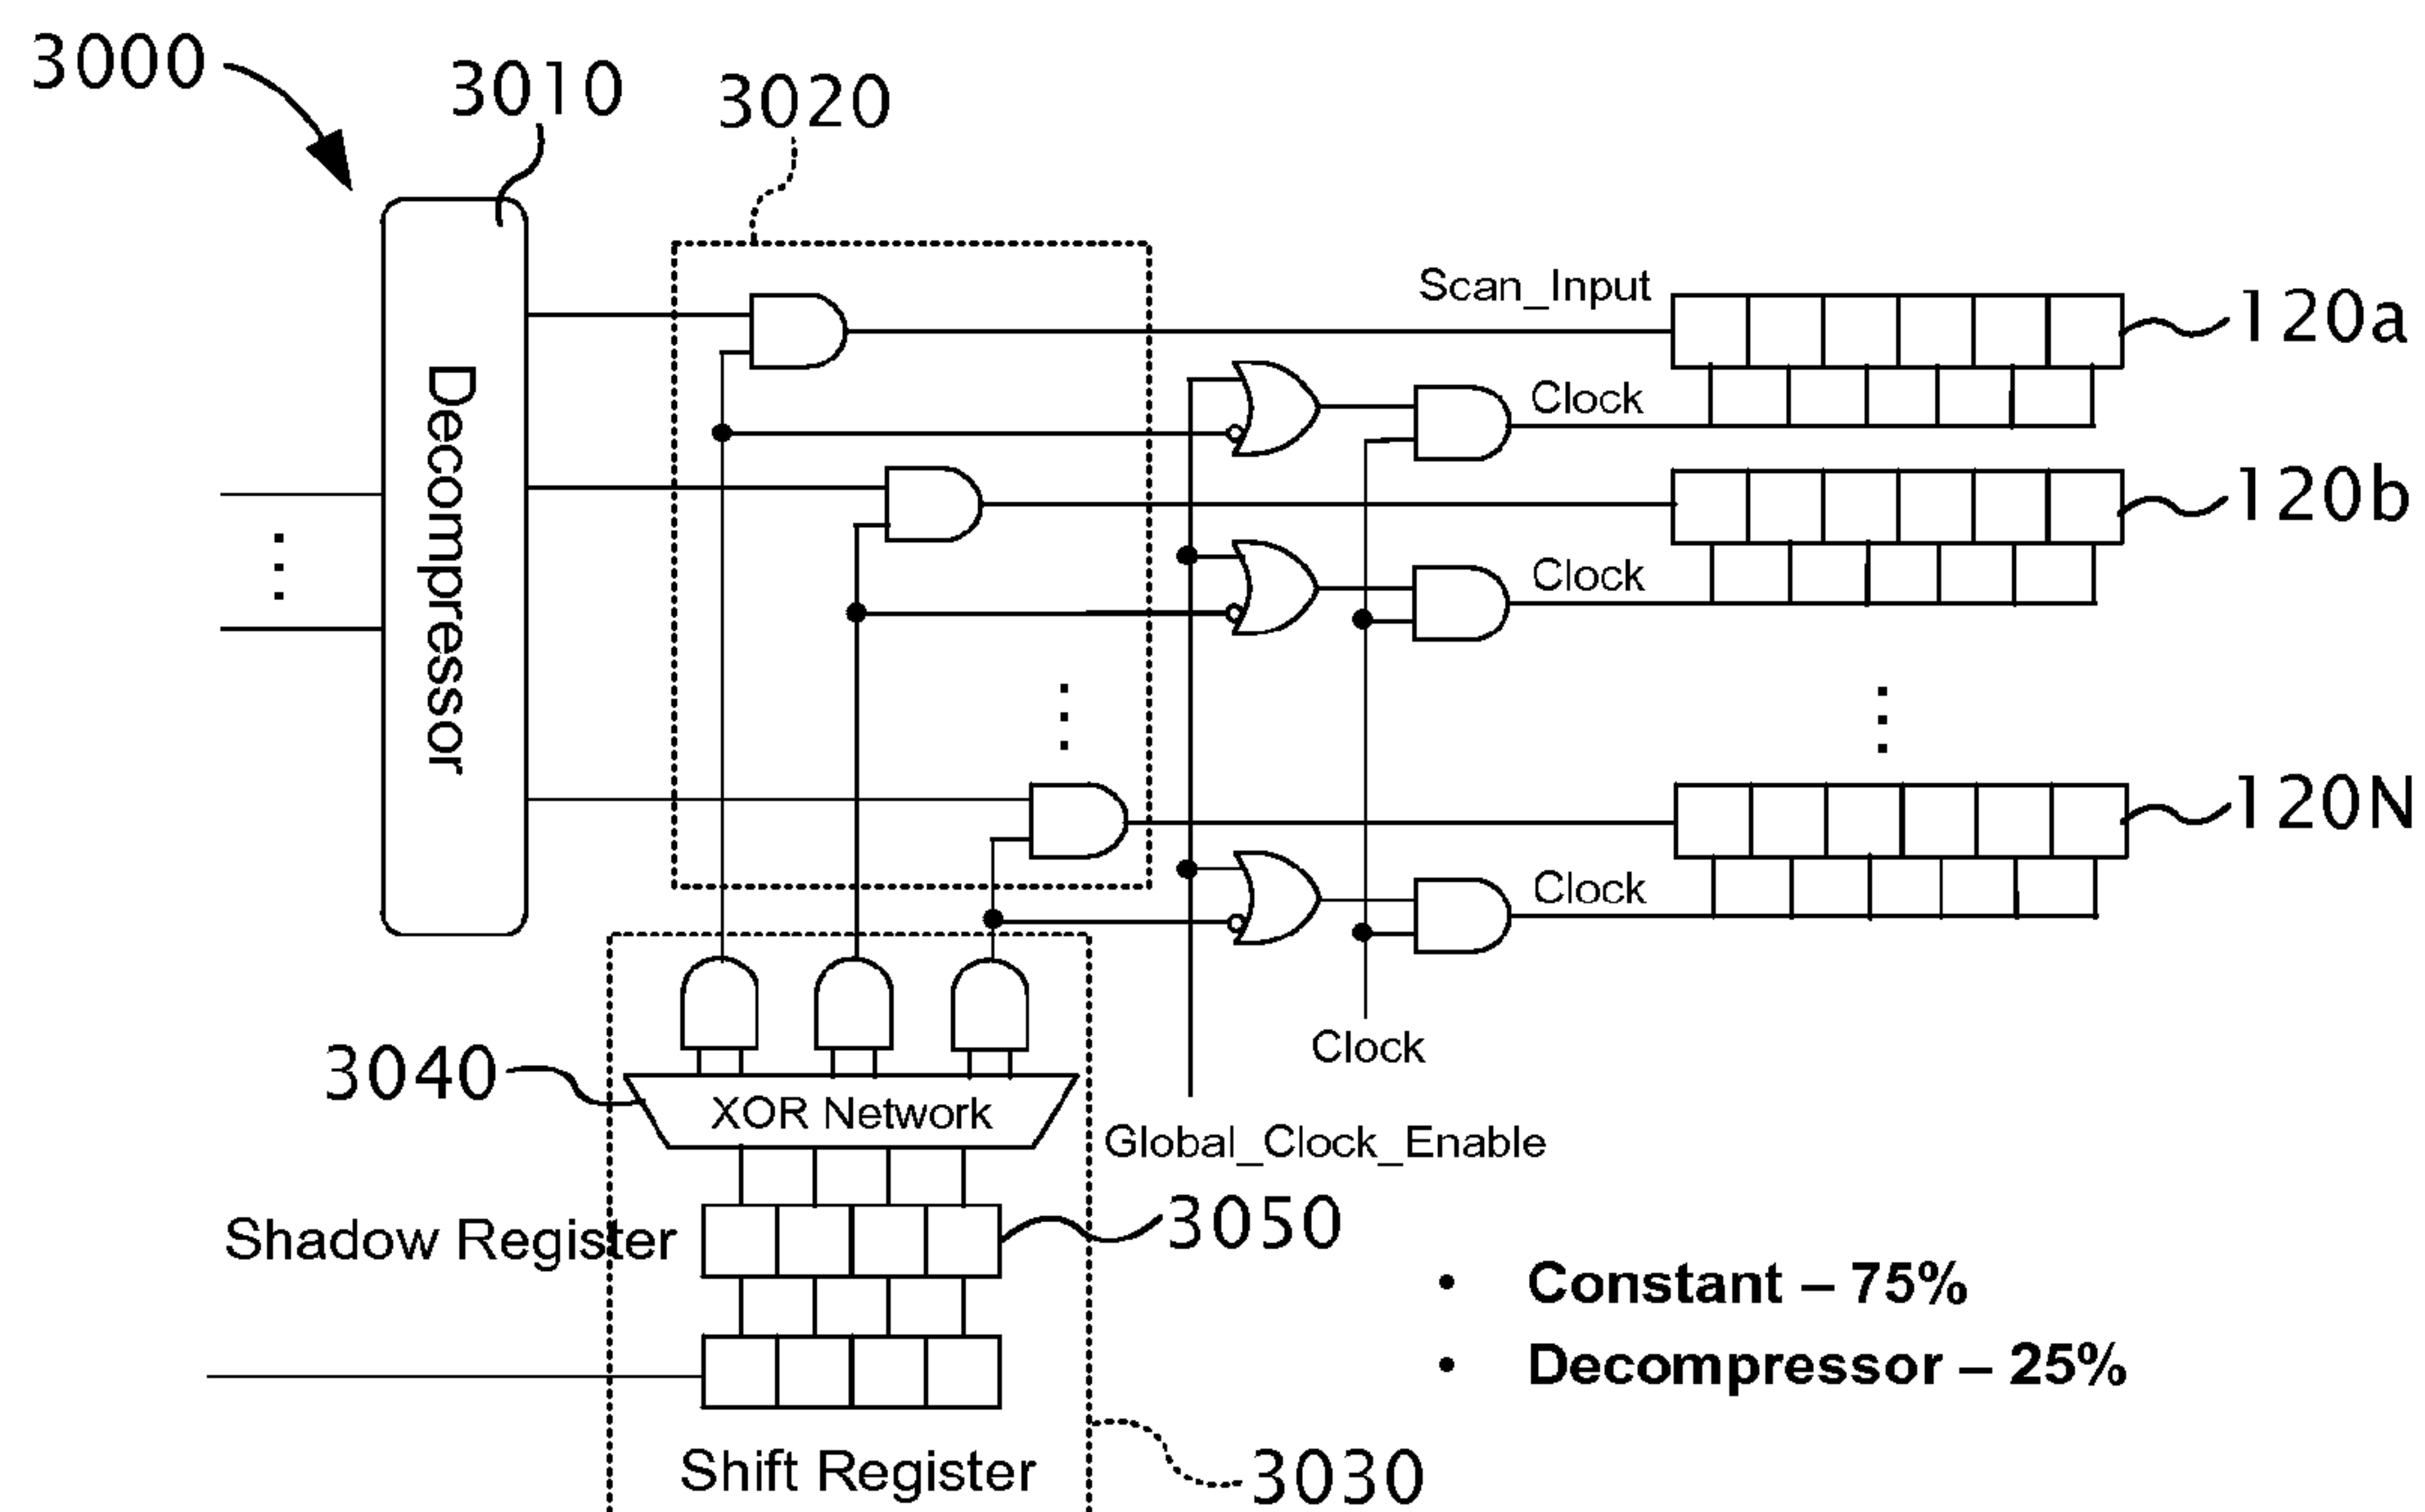 3000
3010
3020
Decompressor
Scan_Input
120a
Clock
120b
Clock
120N
Clock
Clock
3040
XOR Network
Global_Clock_Enable
Shadow Register
3050
• Constant – 75%
• Decompressor – 25%
Shift Register
3030